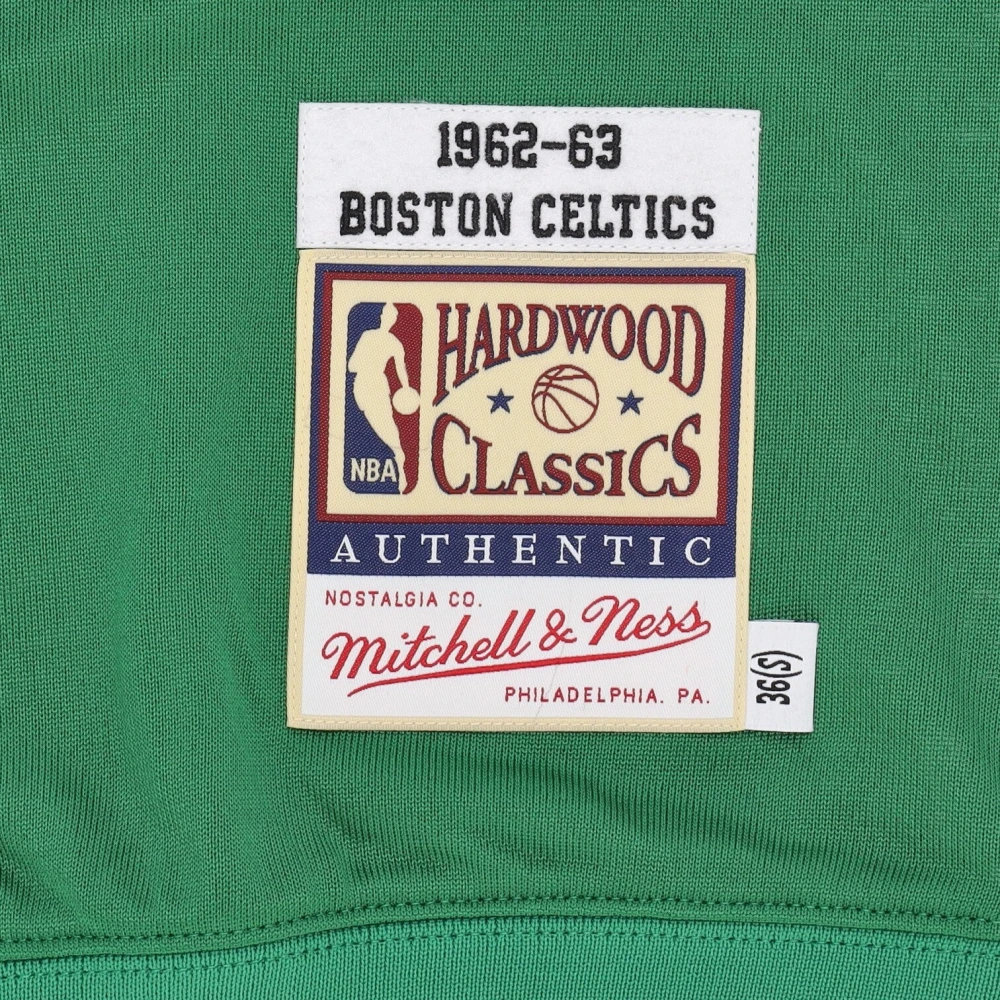 1962-63
BOSTON CELTICS
HARDWOOD
CLASSICS
NBA
AUTHENTIC
NOSTALGIA CO.
Mitchell & Ness
PHILADELPHIA. PA.
36(S)